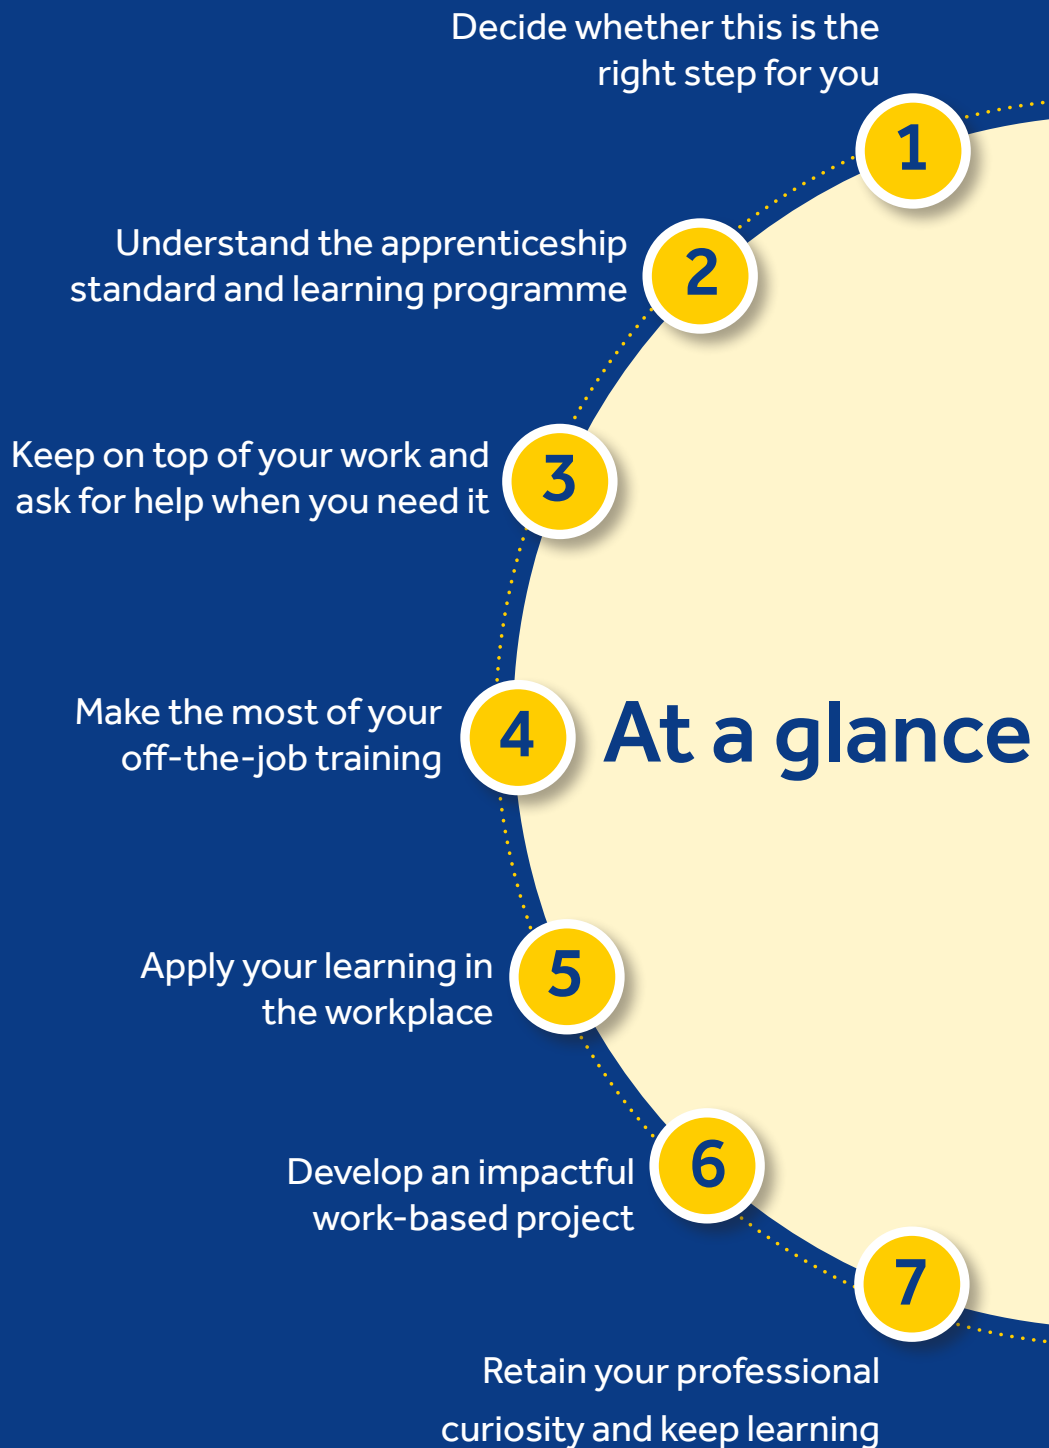 Decide whether this is the
right step for you
1
2
Understand the apprenticeship
standard and learning programme
3
Keep on top of your work and
ask for help when you need it
4
Make the most of your
off-the-job training
At a glance
5
Apply your learning in
the workplace
6
Develop an impactful
work-based project
7
Retain your professional
curiosity and keep learning